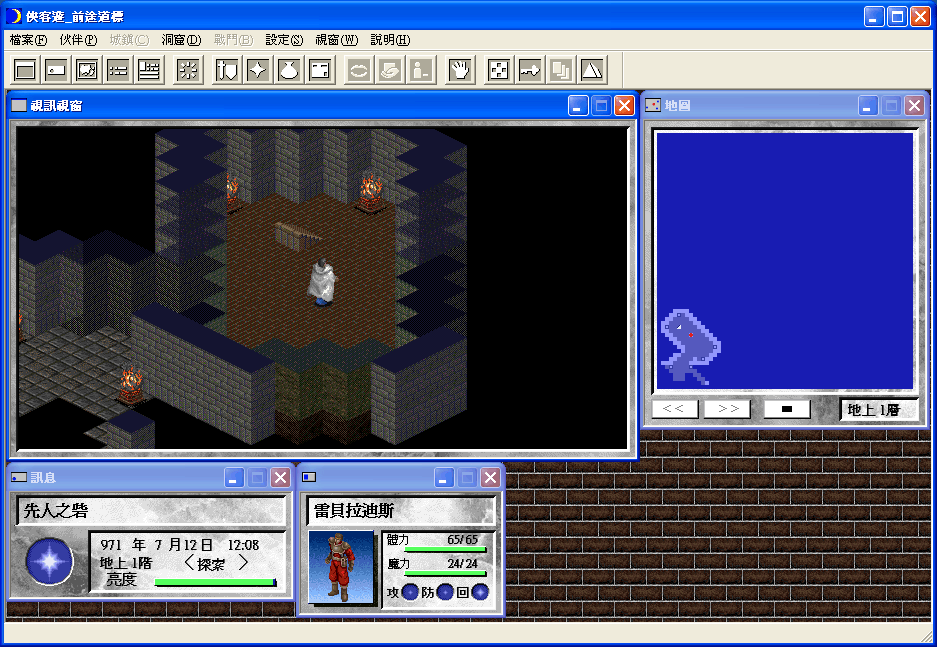 俠客遊_前途道標
檔案(F) 伙伴(P) 城鎮(C) 洞窟(D) 戰鬥(B) 設定(S) 視窗(W) 說明(H)
視訊視窗
地圖
<< >>
地上 1層
訊息
先人之砦
971 年 7 月12日 12:08
地上 1階 〈探索 〉
亮度
雷貝拉迪斯
體力 65/65
魔力 24/24
攻 防 回